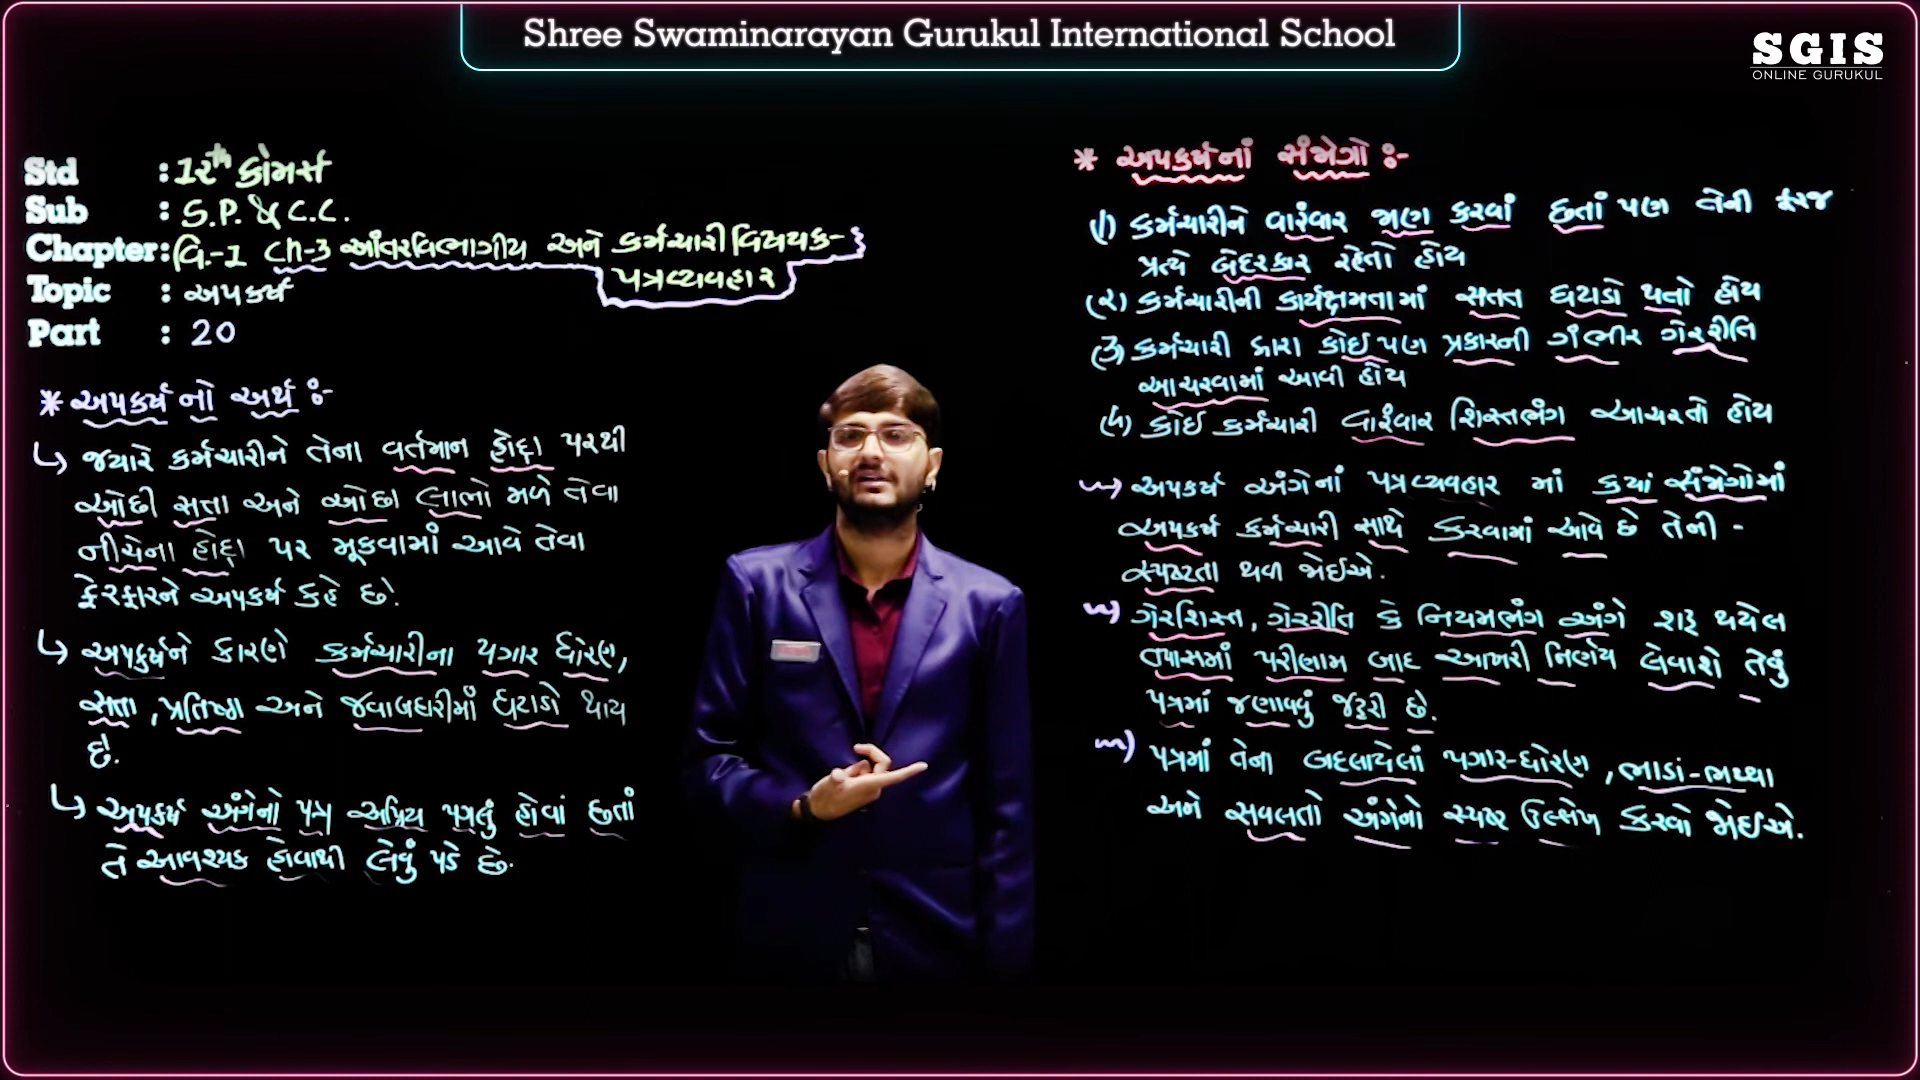 Shree Swaminarayan Gurukul International School
SGIS
ONLINE GURUKUL
Std : 12th કોમર્સ
Sub : S.P. & C.C.
Chapter: વિ.-1 Ch-3 આંતરવિભાગીય અને કર્મચારી વિષયક-
પત્રવ્યવહાર
Topic : અપકર્ષ
Part : 20
* અપકર્ષ નો અર્થ :-
↳ જ્યારે કર્મચારીને તેના વર્તમાન હોદ્દા પરથી
ઓછી સત્તા અને ઓછા લાભો મળે તેવા
નીચેના હોદ્દા પર મૂકવામાં આવે તેવા
ફેરફારને અપકર્ષ કહે છે.
↳ અપકર્ષને કારણે કર્મચારીના પગાર ધોરણ,
સત્તા, પ્રતિષ્ઠા અને જવાબદારીમાં ઘટાડો થાય
છે.
↳ અપકર્ષ અંગેનો પત્ર અપ્રિય પગલું હોવાં છતાં
તે આવશ્યક હોવાથી લેવું પડે છે.
* અપકર્ષનાં સંજોગો :-
(1) કર્મચારીને વારંવાર જાણ કરવાં છતાં પણ તેની ફરજ
પ્રત્યે બેદરકાર રહેતો હોય
(૨) કર્મચારીની કાર્યક્ષમતામાં સતત ઘટાડો થતો હોય
(૩) કર્મચારી દ્વારા કોઈ પણ પ્રકારની ગંભીર ગેરરીતિ
આચરવામાં આવી હોય
(૪) કોઈ કર્મચારી વારંવાર શિસ્તભંગ આચરતો હોય
અપકર્ષ અંગેનાં પત્રવ્યવહાર માં કયાં સંજોગોમાં
અપકર્ષ કર્મચારી સાથે કરવામાં આવે છે તેની -
સ્પષ્ટતા થવી જોઈએ.
ગેરશિસ્ત, ગેરરીતિ કે નિયમભંગ અંગે શરૂ થયેલ
તપાસમાં પરીણામ બાદ આખરી નિર્ણય લેવાશે તેવું
પત્રમાં જણાવવું જરૂરી છે.
પત્રમાં તેના બદલાયેલાં પગાર-ધોરણ, ભાડાં-ભથ્થા
અને સવલતો અંગેનો સ્પષ્ટ ઉલ્લેખ કરવો જોઈએ.